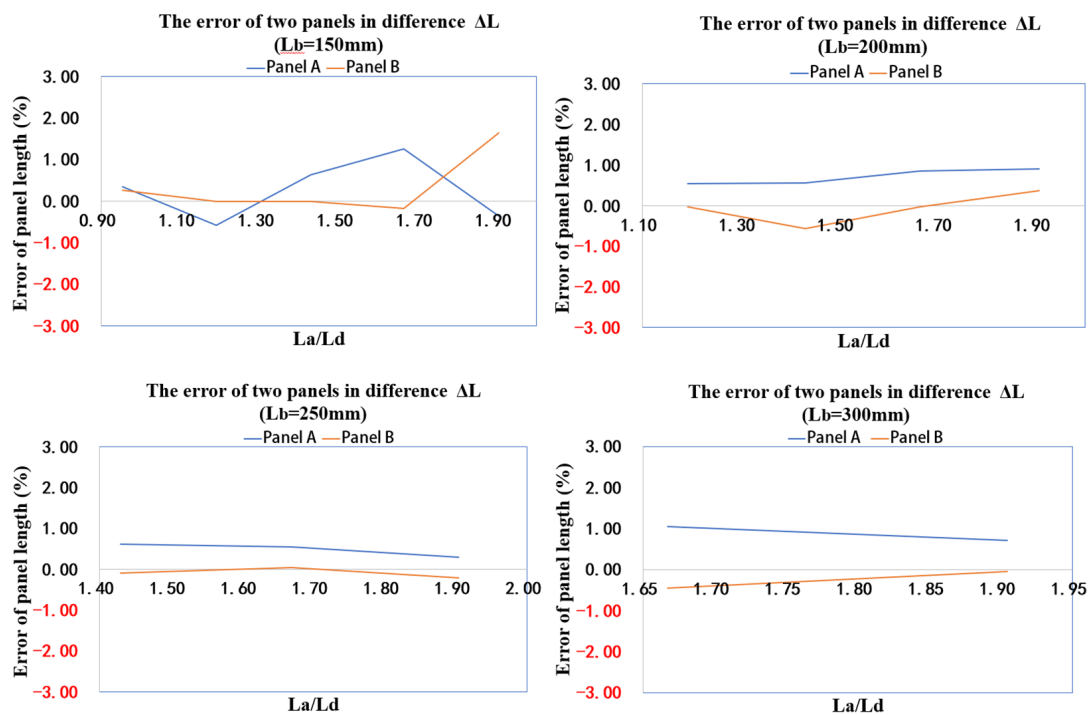 The error of two panels in difference ΔL
(Lb=150mm)
Panel A Panel B
Error of panel length (%)
3.00
2.00
1.00
0.00
0.90 1.10 1.30 1.50 1.70 1.90
-1.00
-2.00
-3.00
La/Ld
The error of two panels in difference ΔL
(Lb=200mm)
Panel A Panel B
Error of panel length (%)
3.00
2.00
1.00
0.00
1.10 1.30 1.50 1.70 1.90
-1.00
-2.00
-3.00
La/Ld
The error of two panels in difference ΔL
(Lb=250mm)
Panel A Panel B
Error of panel length (%)
3.00
2.00
1.00
0.00
1.40 1.50 1.60 1.70 1.80 1.90 2.00
-1.00
-2.00
-3.00
La/Ld
The error of two panels in difference ΔL
(Lb=300mm)
Panel A Panel B
Error of panel length (%)
3.00
2.00
1.00
0.00
1.65 1.70 1.75 1.80 1.85 1.90 1.95
-1.00
-2.00
-3.00
La/Ld